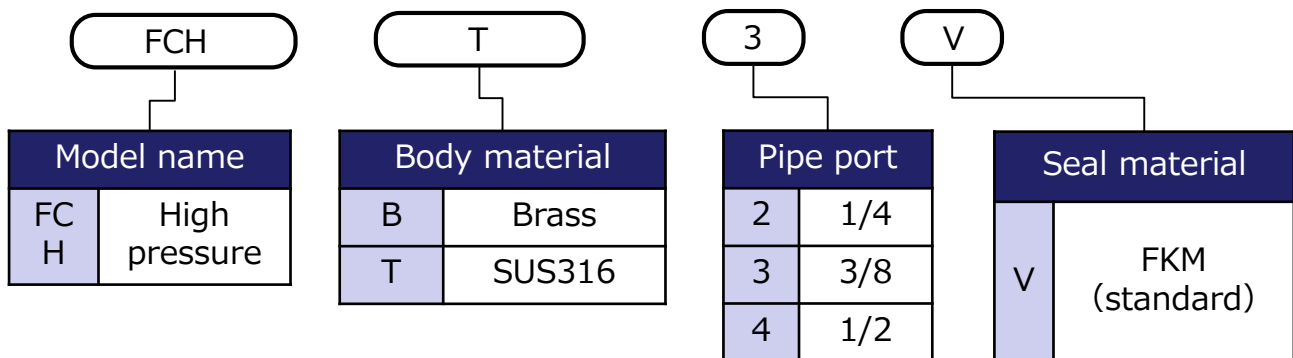 FCH T 3 V
Model name
FC
H
High
pressure
Body material
B Brass
T SUS316
Pipe port
2 1/4
3 3/8
4 1/2
Seal material
V
FKM
（standard）